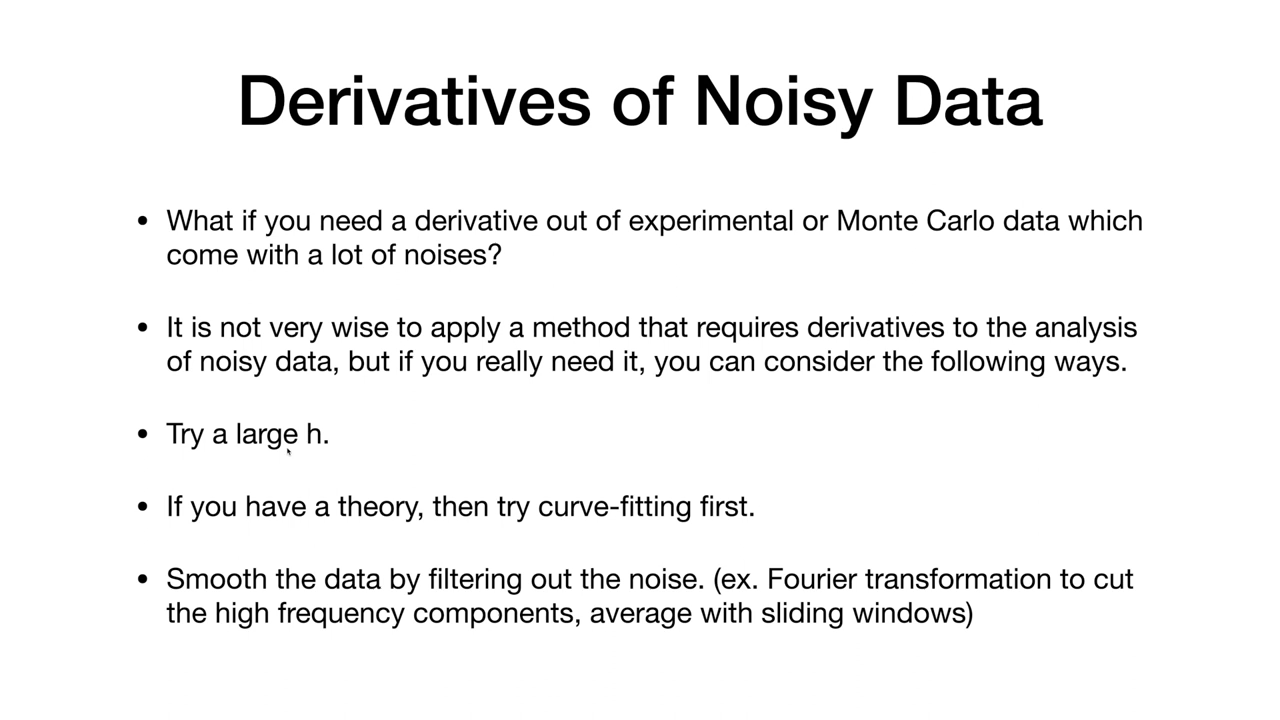 Derivatives of Noisy Data
• What if you need a derivative out of experimental or Monte Carlo data which
come with a lot of noises?
• It is not very wise to apply a method that requires derivatives to the analysis
of noisy data, but if you really need it, you can consider the following ways.
• Try a large h.
• If you have a theory, then try curve-fitting first.
• Smooth the data by filtering out the noise. (ex. Fourier transformation to cut
the high frequency components, average with sliding windows)